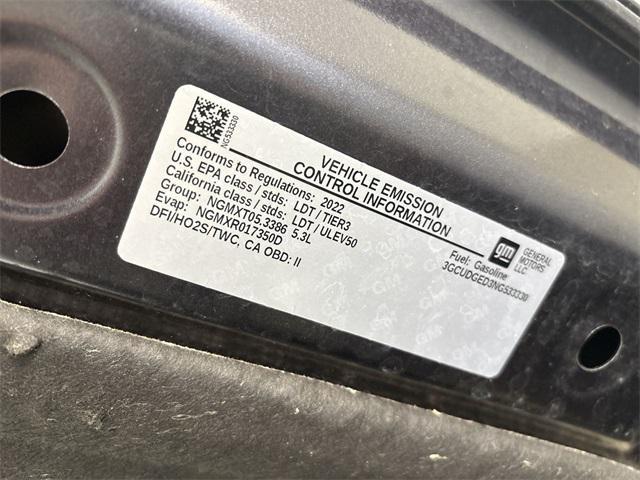 NG533330
VEHICLE EMISSION
CONTROL INFORMATION
Conforms to Regulations: 2022
U.S. EPA class / stds: LDT / TIER3
California class / stds: LDT / ULEV50
Group: NGMXT05.3386 5.3L
Evap: NGMXR017350D
DFI/HO2S/TWC, CA OBD: II
gm
GENERAL
MOTORS
LLC.
Fuel: Gasoline
3GCUDGED3NG533330